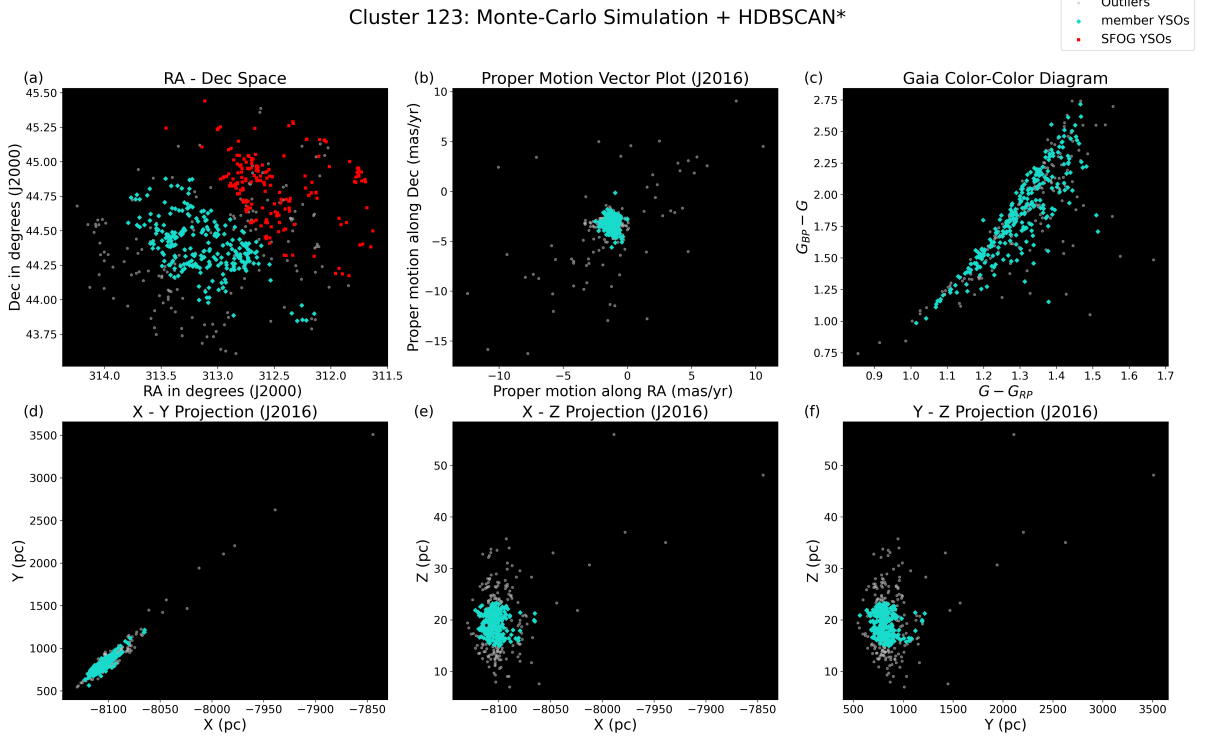 Cluster 123: Monte-Carlo Simulation + HDBSCAN*
Outliers
member YSOs
SFOG YSOs
(a)
RA - Dec Space
45.50
45.25
45.00
44.75
44.50
44.25
44.00
43.75
Dec in degrees (J2000)
314.0 313.5 313.0 312.5 312.0 311.5
RA in degrees (J2000)
(b)
Proper Motion Vector Plot (J2016)
10
5
0
−5
−10
−15
Proper motion along Dec (mas/yr)
−10 −5 0 5 10
Proper motion along RA (mas/yr)
(c)
Gaia Color-Color Diagram
2.75
2.50
2.25
2.00
1.75
1.50
1.25
1.00
0.75
G_BP − G
0.9 1.0 1.1 1.2 1.3 1.4 1.5 1.6 1.7
G − G_RP
(d)
X - Y Projection (J2016)
3500
3000
2500
2000
1500
1000
500
Y (pc)
−8100 −8050 −8000 −7950 −7900 −7850
X (pc)
(e)
X - Z Projection (J2016)
50
40
30
20
10
Z (pc)
−8100 −8050 −8000 −7950 −7900 −7850
X (pc)
(f)
Y - Z Projection (J2016)
50
40
30
20
10
Z (pc)
500 1000 1500 2000 2500 3000 3500
Y (pc)